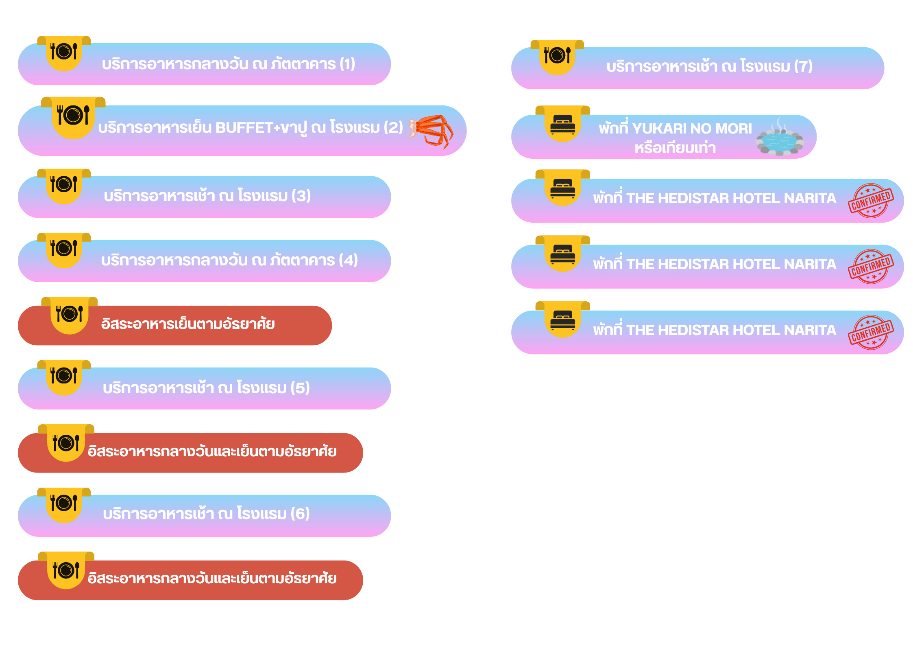 บริการอาหารกลางวัน ณ ภัตตาคาร (1)
บริการอาหารเย็น BUFFET+ขาปู ณ โรงแรม (2)
บริการอาหารเช้า ณ โรงแรม (3)
บริการอาหารกลางวัน ณ ภัตตาคาร (4)
อิสระอาหารเย็นตามอัธยาศัย
บริการอาหารเช้า ณ โรงแรม (5)
อิสระอาหารกลางวันและเย็นตามอัธยาศัย
บริการอาหารเช้า ณ โรงแรม (6)
อิสระอาหารกลางวันและเย็นตามอัธยาศัย
บริการอาหารเช้า ณ โรงแรม (7)
พักที่ YUKARI NO MORI
หรือเทียบเท่า
พักที่ THE HEDISTAR HOTEL NARITA
CONFIRMED
พักที่ THE HEDISTAR HOTEL NARITA
CONFIRMED
พักที่ THE HEDISTAR HOTEL NARITA
CONFIRMED